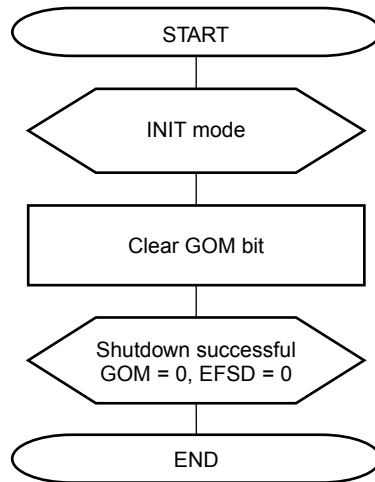 START
INIT mode
Clear GOM bit
Shutdown successful
GOM = 0, EFSD = 0
END